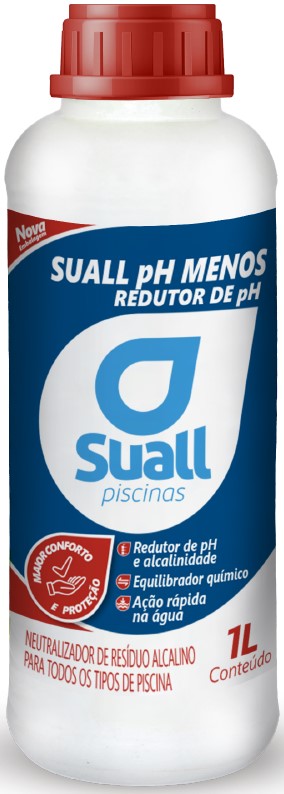 Nova
Embalagem
SUALL pH MENOS
REDUTOR DE pH
Suall
piscinas
MAIOR CONFORTO
E PROTEÇÃO
Redutor de pH
e alcalinidade
Equilibrador químico
Ação rápida
na água
NEUTRALIZADOR DE RESÍDUO ALCALINO
PARA TODOS OS TIPOS DE PISCINA
1L
Conteúdo